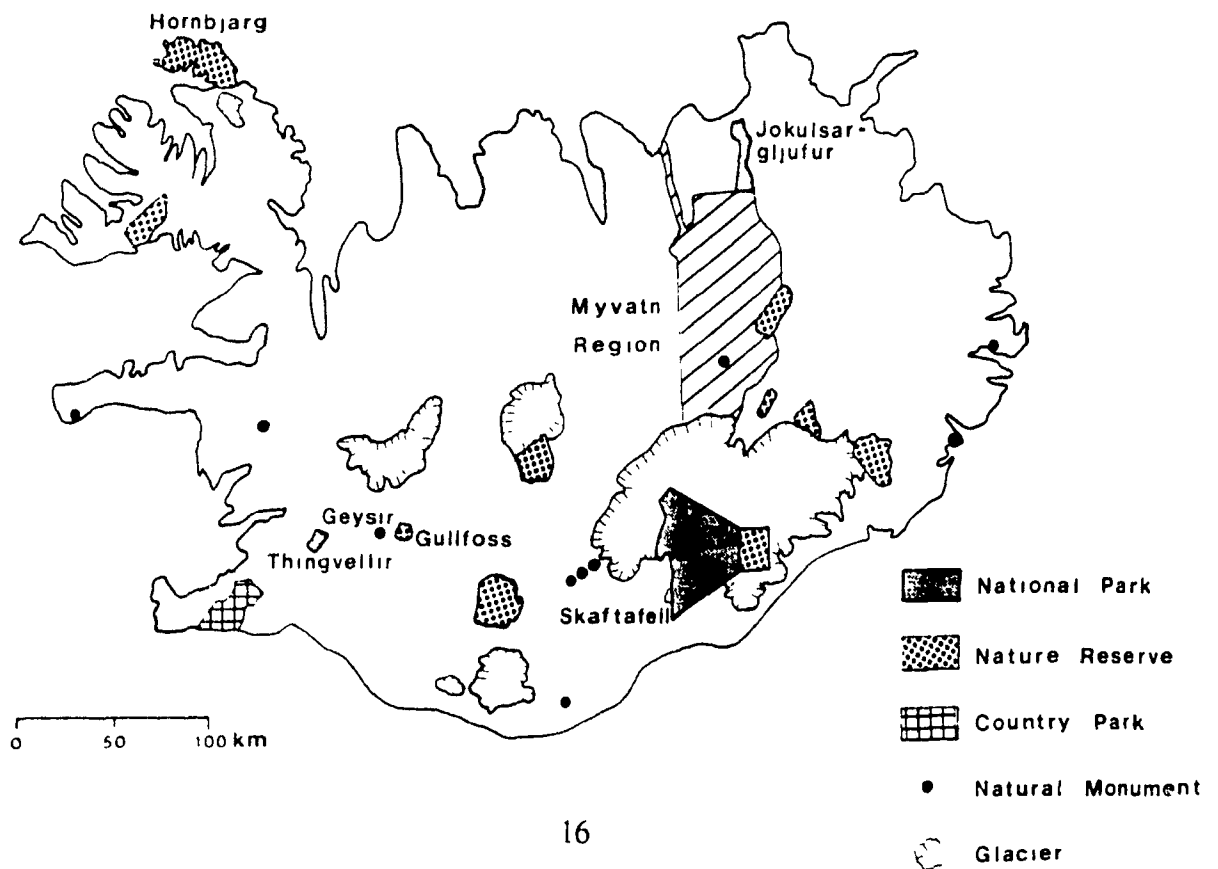 Hornbjarg
Jokulsar-
gljufur
Myvatn
Region
Geysir
Gullfoss
Thingvellir
Skaftafell
National Park
Nature Reserve
Country Park
Natural Monument
Glacier
0 50 100 km
16